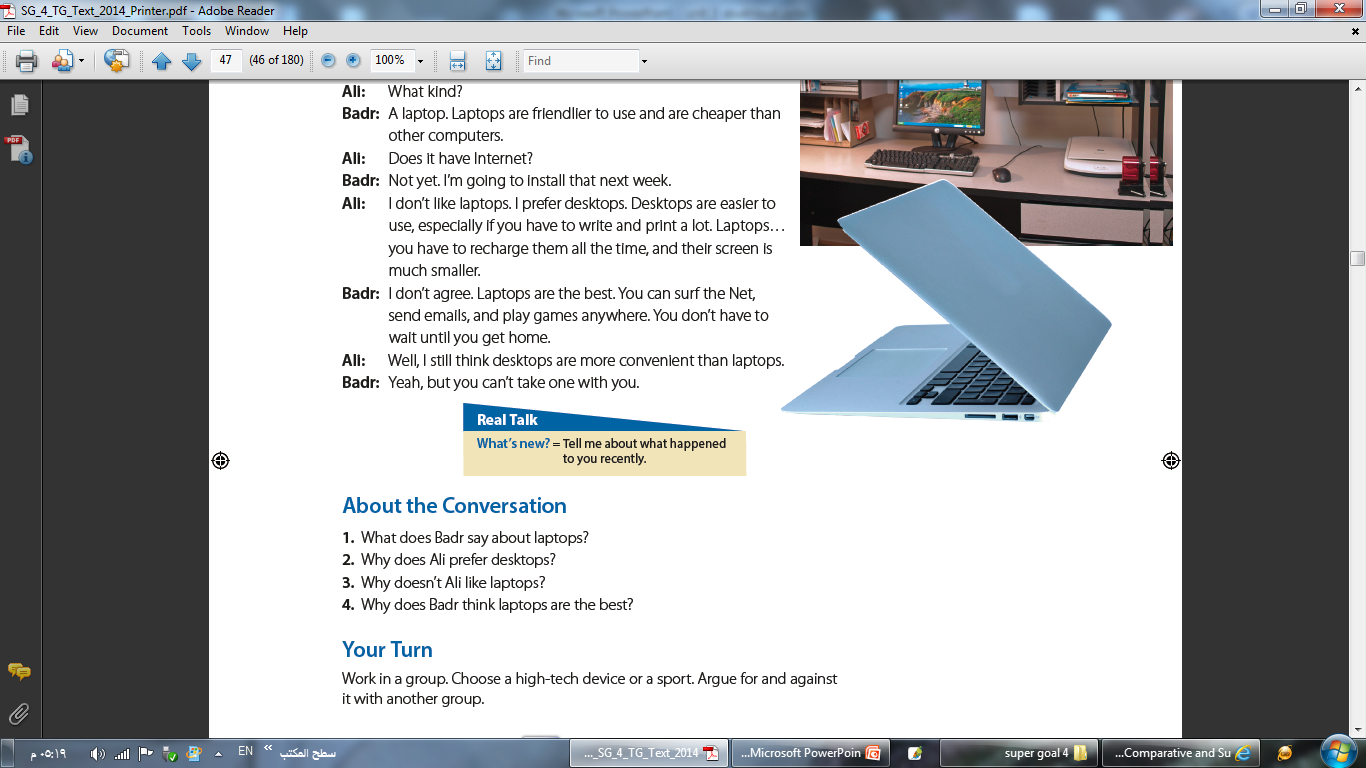 SG_4_TG_Text_2014_Printer.pdf - Adobe Reader
File Edit View Document Tools Window Help
47 (46 of 180) 100% Find
Ali: What kind?
Badr: A laptop. Laptops are friendlier to use and are cheaper than
other computers.
Ali: Does it have Internet?
Badr: Not yet. I'm going to install that next week.
Ali: I don't like laptops. I prefer desktops. Desktops are easier to
use, especially if you have to write and print a lot. Laptops…
you have to recharge them all the time, and their screen is
much smaller.
Badr: I don't agree. Laptops are the best. You can surf the Net,
send emails, and play games anywhere. You don't have to
wait until you get home.
Ali: Well, I still think desktops are more convenient than laptops.
Badr: Yeah, but you can't take one with you.
Real Talk
What's new? = Tell me about what happened
to you recently.
About the Conversation
1. What does Badr say about laptops?
2. Why does Ali prefer desktops?
3. Why doesn't Ali like laptops?
4. Why does Badr think laptops are the best?
Your Turn
Work in a group. Choose a high-tech device or a sport. Argue for and against
it with another group.
٠٥:١٩ م EN سطح المكتب ..._SG_4_TG_Text_2014 ...Microsoft PowerPoin super goal 4 ...Comparative and Su